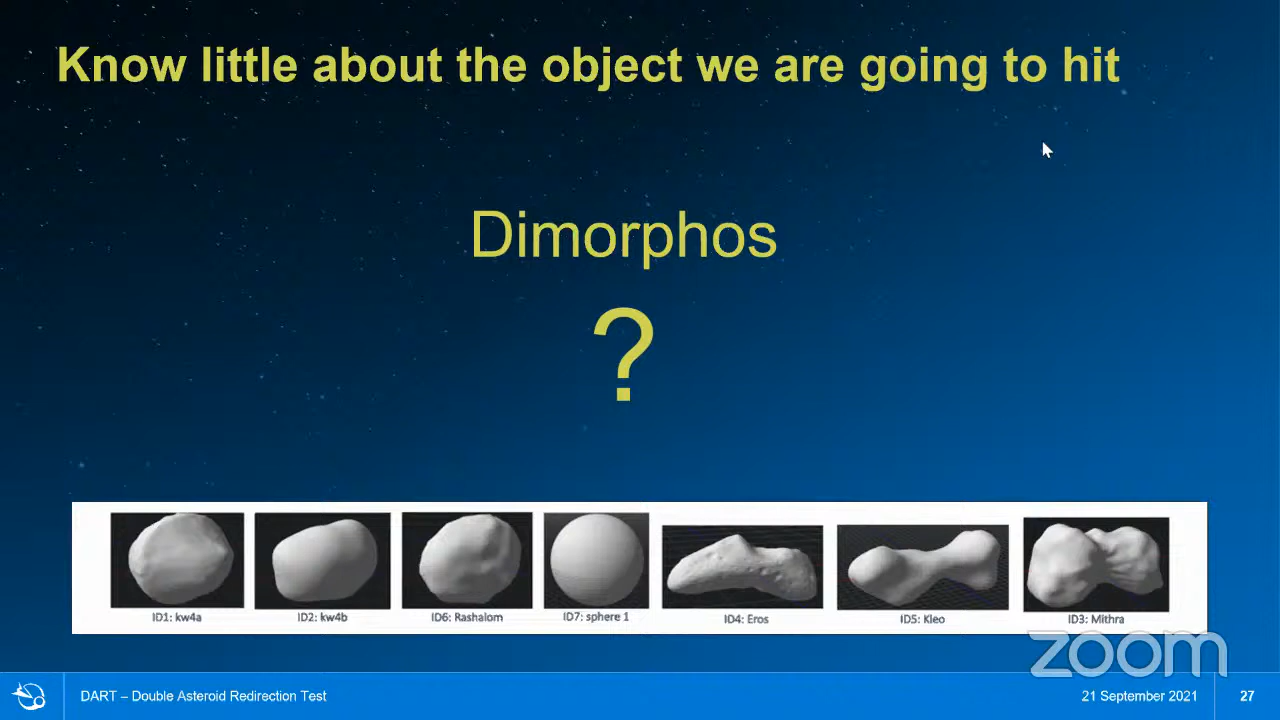 Know little about the object we are going to hit
Dimorphos
?
ID1: kw4a
ID2: kw4b
ID6: Rashalom
ID7: sphere 1
ID4: Eros
ID5: Kleo
ID3: Mithra
zoom
DART – Double Asteroid Redirection Test
21 September 2021
27